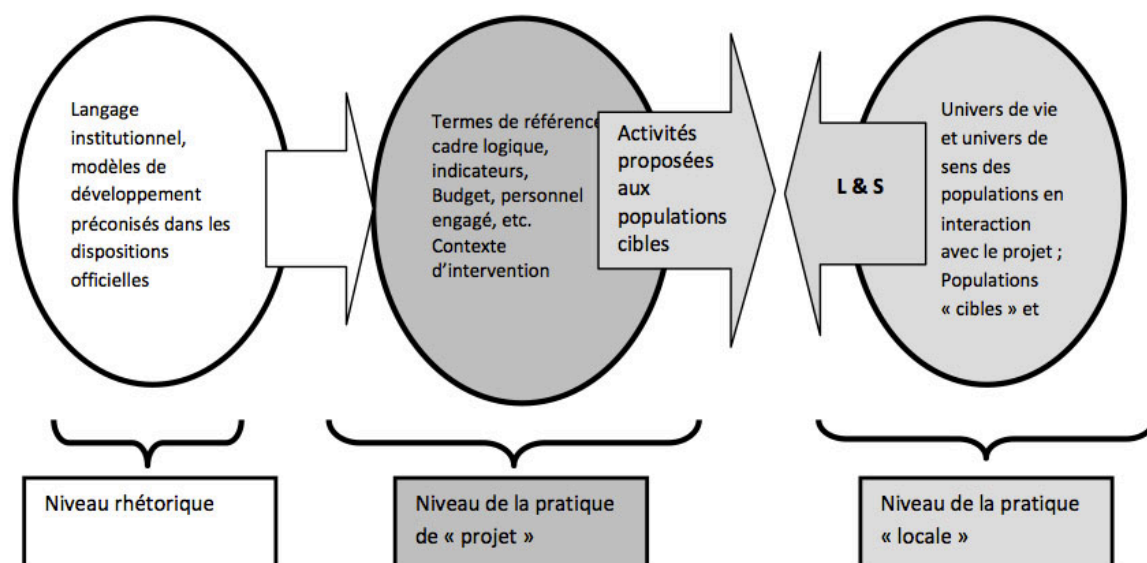 Langage
institutionnel,
modèles de
développement
préconisés dans les
dispositions
officielles
Termes de référence
cadre logique,
indicateurs,
Budget, personnel
engagé, etc.
Contexte
d’intervention
Activités
proposées
aux
populations
cibles
L & S
Univers de vie
et univers de
sens des
populations en
interaction
avec le projet ;
Populations
« cibles » et
Niveau rhétorique
Niveau de la pratique
de « projet »
Niveau de la pratique
« locale »